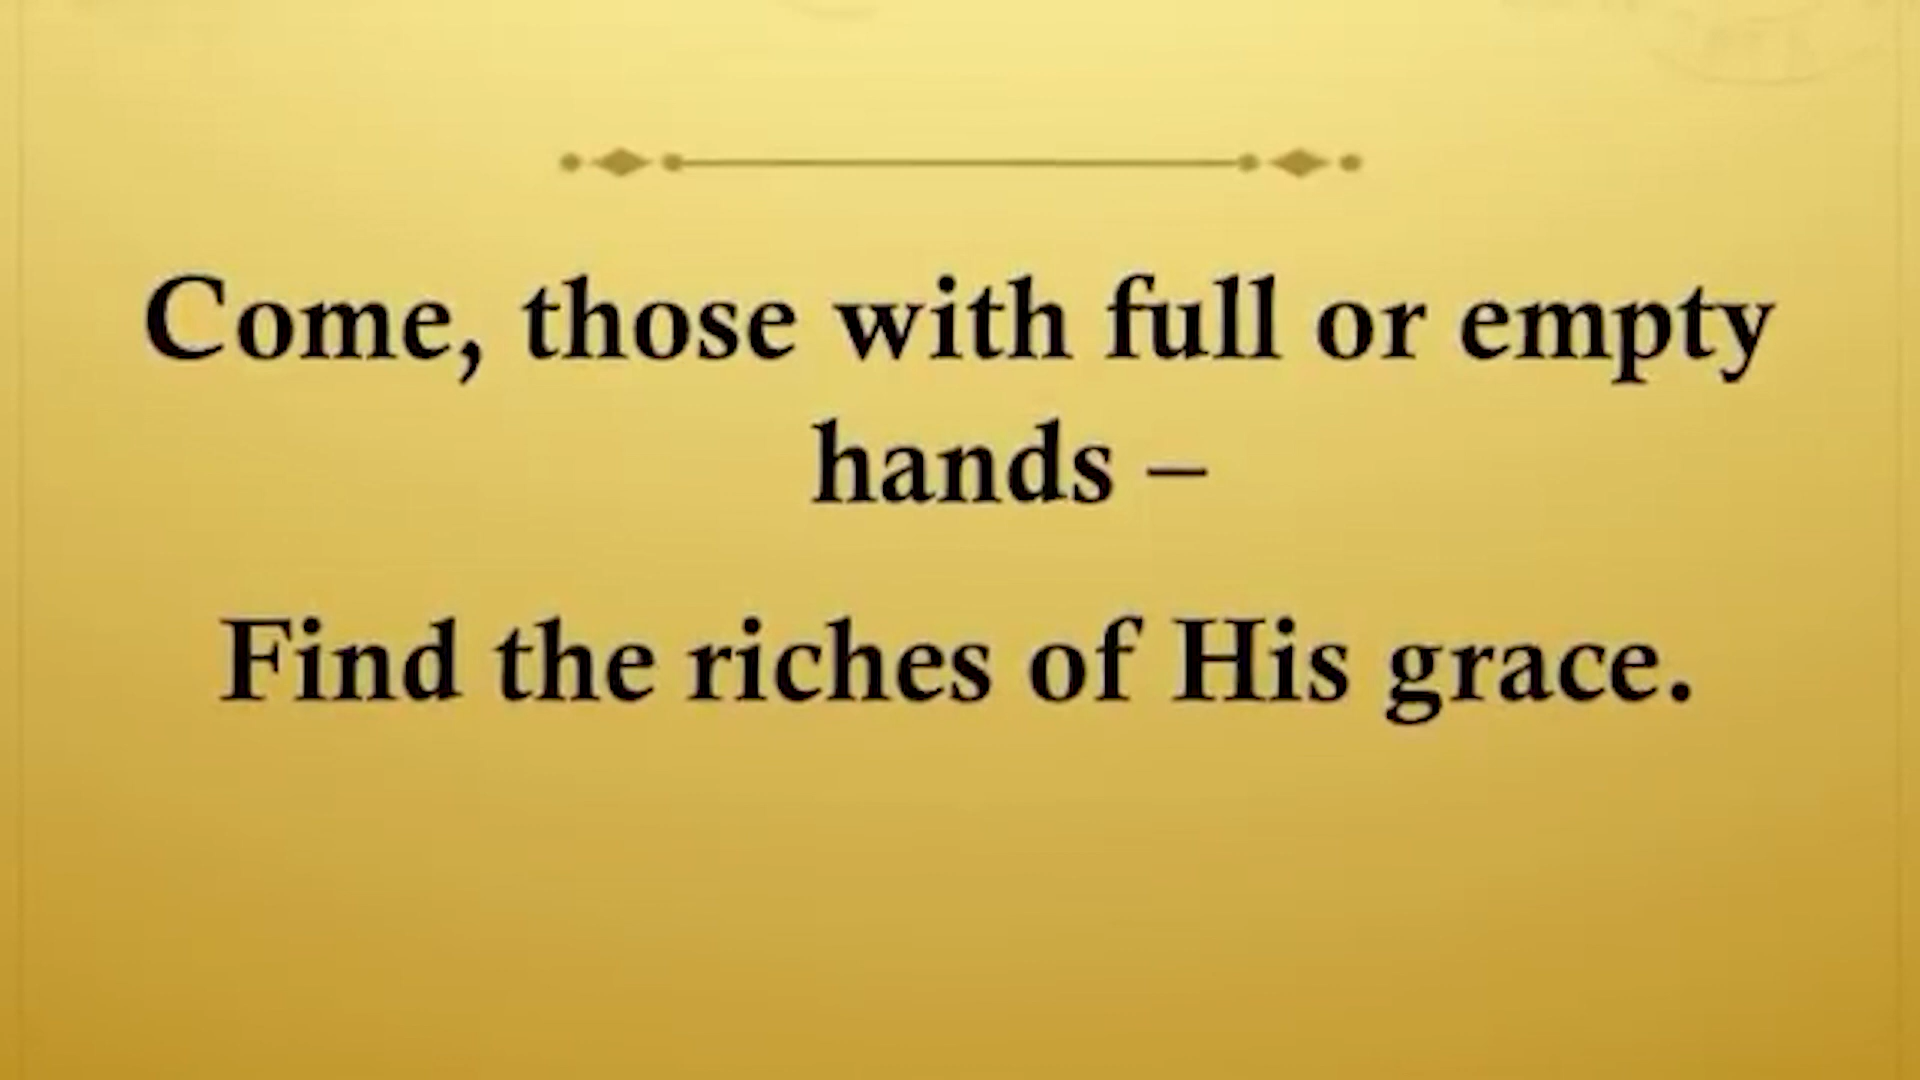 Come, those with full or empty
hands –
Find the riches of His grace.